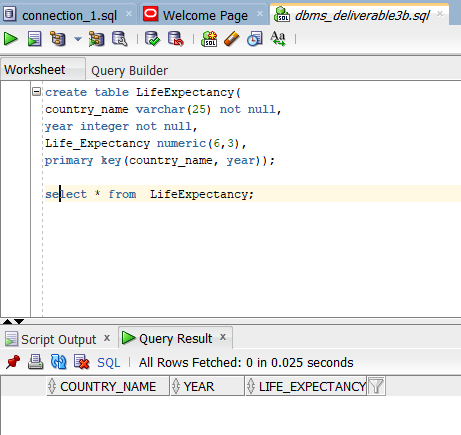 connection_1.sql × Welcome Page × dbms_deliverable3b.sql ×
SQL Aa
Worksheet Query Builder
create table LifeExpectancy(
country_name varchar(25) not null,
year integer not null,
Life_Expectancy numeric(6,3),
primary key(country_name, year));
select * from  LifeExpectancy;
Script Output × Query Result ×
SQL | All Rows Fetched: 0 in 0.025 seconds
COUNTRY_NAME YEAR LIFE_EXPECTANCY